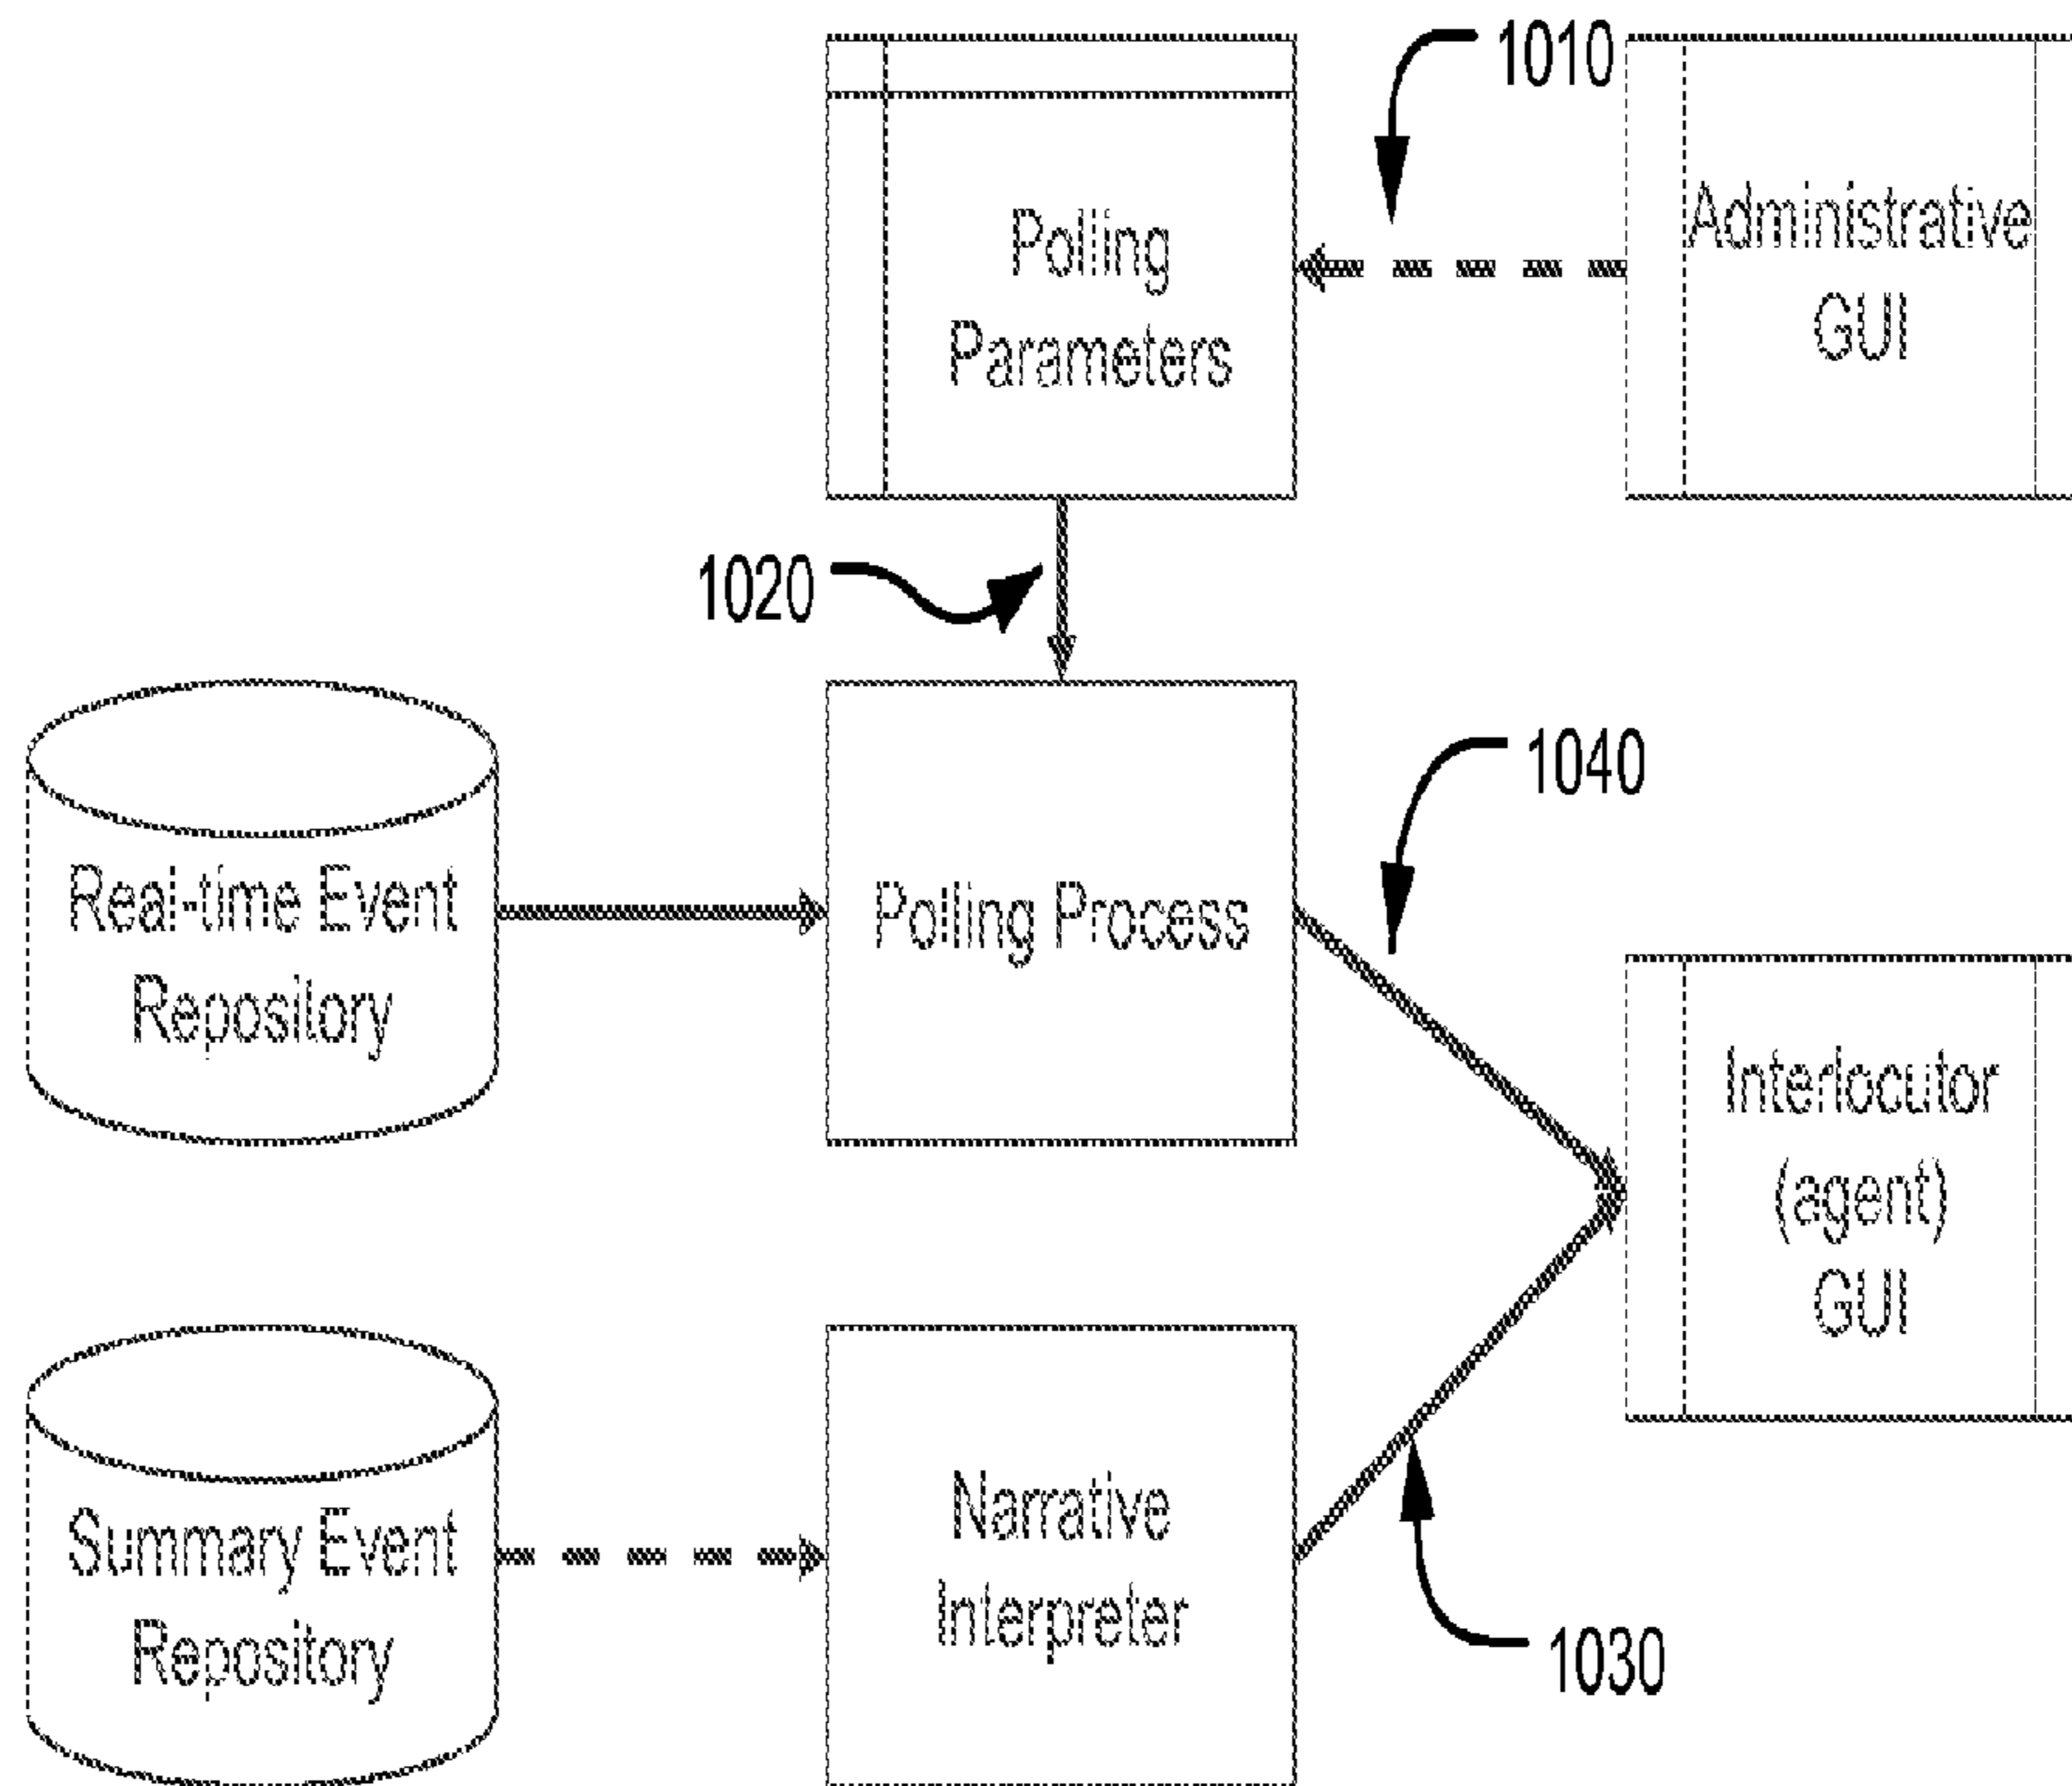 1010
Polling
Parameters
Administrative
GUI
1020
1040
Real-time Event
Repository
Polling Process
Interlocutor
(agent)
GUI
Summary Event
Repository
Narrative
Interpreter
1030